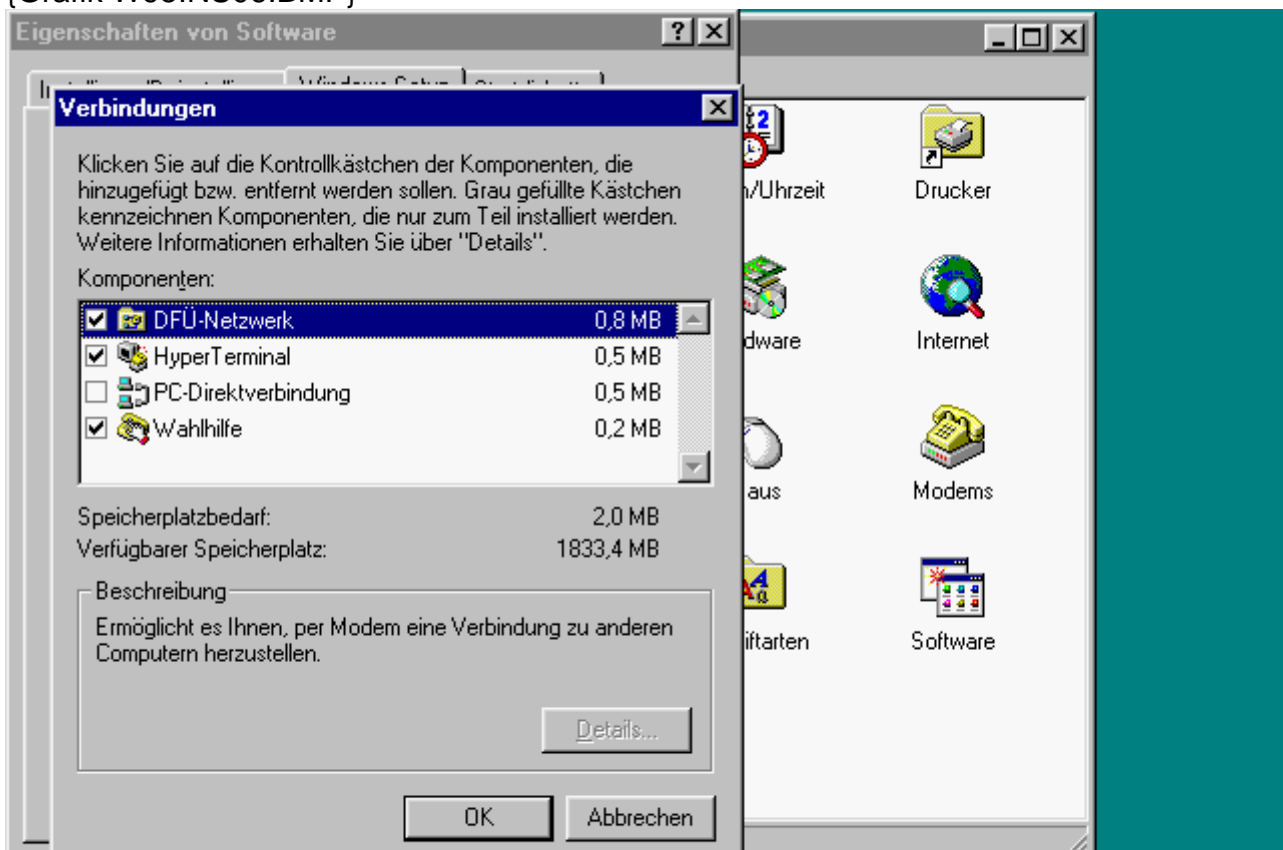 Eigenschaften von Software
Windows-Setup
Verbindungen
Klicken Sie auf die Kontrollkästchen der Komponenten, die
hinzugefügt bzw. entfernt werden sollen. Grau gefüllte Kästchen
kennzeichnen Komponenten, die nur zum Teil installiert werden.
Weitere Informationen erhalten Sie über "Details".
Komponenten:
DFÜ-Netzwerk 0,8 MB
HyperTerminal 0,5 MB
PC-Direktverbindung 0,5 MB
Wahlhilfe 0,2 MB
Speicherplatzbedarf: 2,0 MB
Verfügbarer Speicherplatz: 1833,4 MB
Beschreibung
Ermöglicht es Ihnen, per Modem eine Verbindung zu anderen
Computern herzustellen.
Details...
OK Abbrechen
/Uhrzeit Drucker
dware Internet
aus Modems
iftarten Software